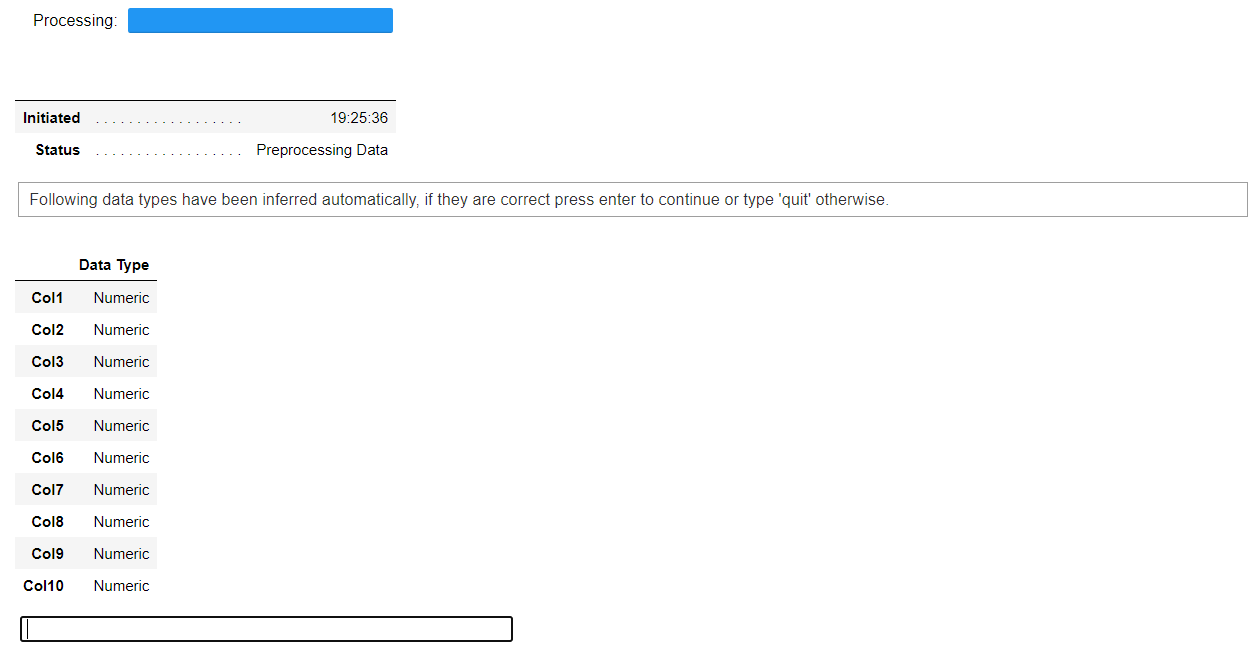 Processing:
Initiated . . . . . . . . . . . . . . . . . . 19:25:36
Status . . . . . . . . . . . . . . . . . . Preprocessing Data
Following data types have been inferred automatically, if they are correct press enter to continue or type 'quit' otherwise.
Data Type
Col1 Numeric
Col2 Numeric
Col3 Numeric
Col4 Numeric
Col5 Numeric
Col6 Numeric
Col7 Numeric
Col8 Numeric
Col9 Numeric
Col10 Numeric